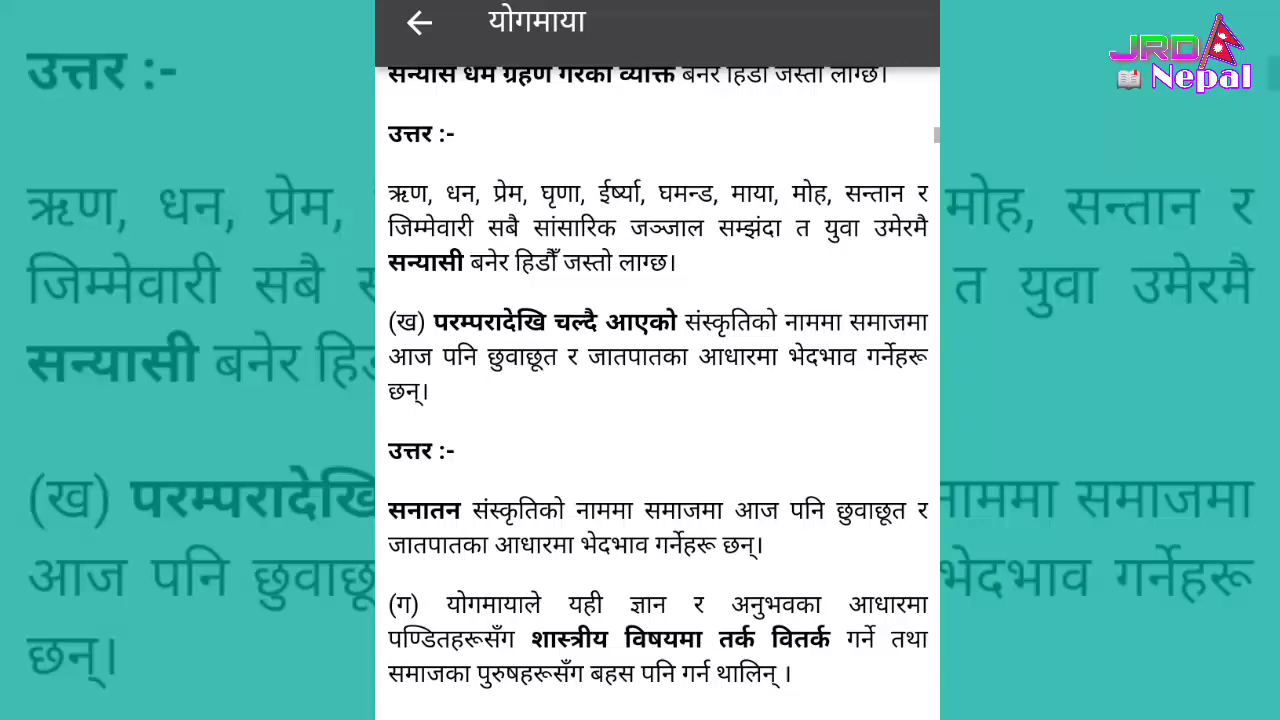 योगमाया
JRD
Nepal
सन्यास धर्म ग्रहण गरेको व्यक्ति बनेर हिडौँ जस्तो लाग्छ।
उत्तर :-
ऋण, धन, प्रेम, घृणा, ईर्ष्या, घमन्ड, माया, मोह, सन्तान र
जिम्मेवारी सबै सांसारिक जञ्जाल सम्झंदा त युवा उमेरमै
सन्यासी बनेर हिडौँ जस्तो लाग्छ।
(ख) परम्परादेखि चल्दै आएको संस्कृतिको नाममा समाजमा
आज पनि छुवाछूत र जातपातका आधारमा भेदभाव गर्नेहरू
छन्।
उत्तर :-
सनातन संस्कृतिको नाममा समाजमा आज पनि छुवाछूत र
जातपातका आधारमा भेदभाव गर्नेहरू छन्।
(ग) योगमायाले यही ज्ञान र अनुभवका आधारमा
पण्डितहरूसँग शास्त्रीय विषयमा तर्क वितर्क गर्ने तथा
समाजका पुरुषहरूसँग बहस पनि गर्न थालिन् ।